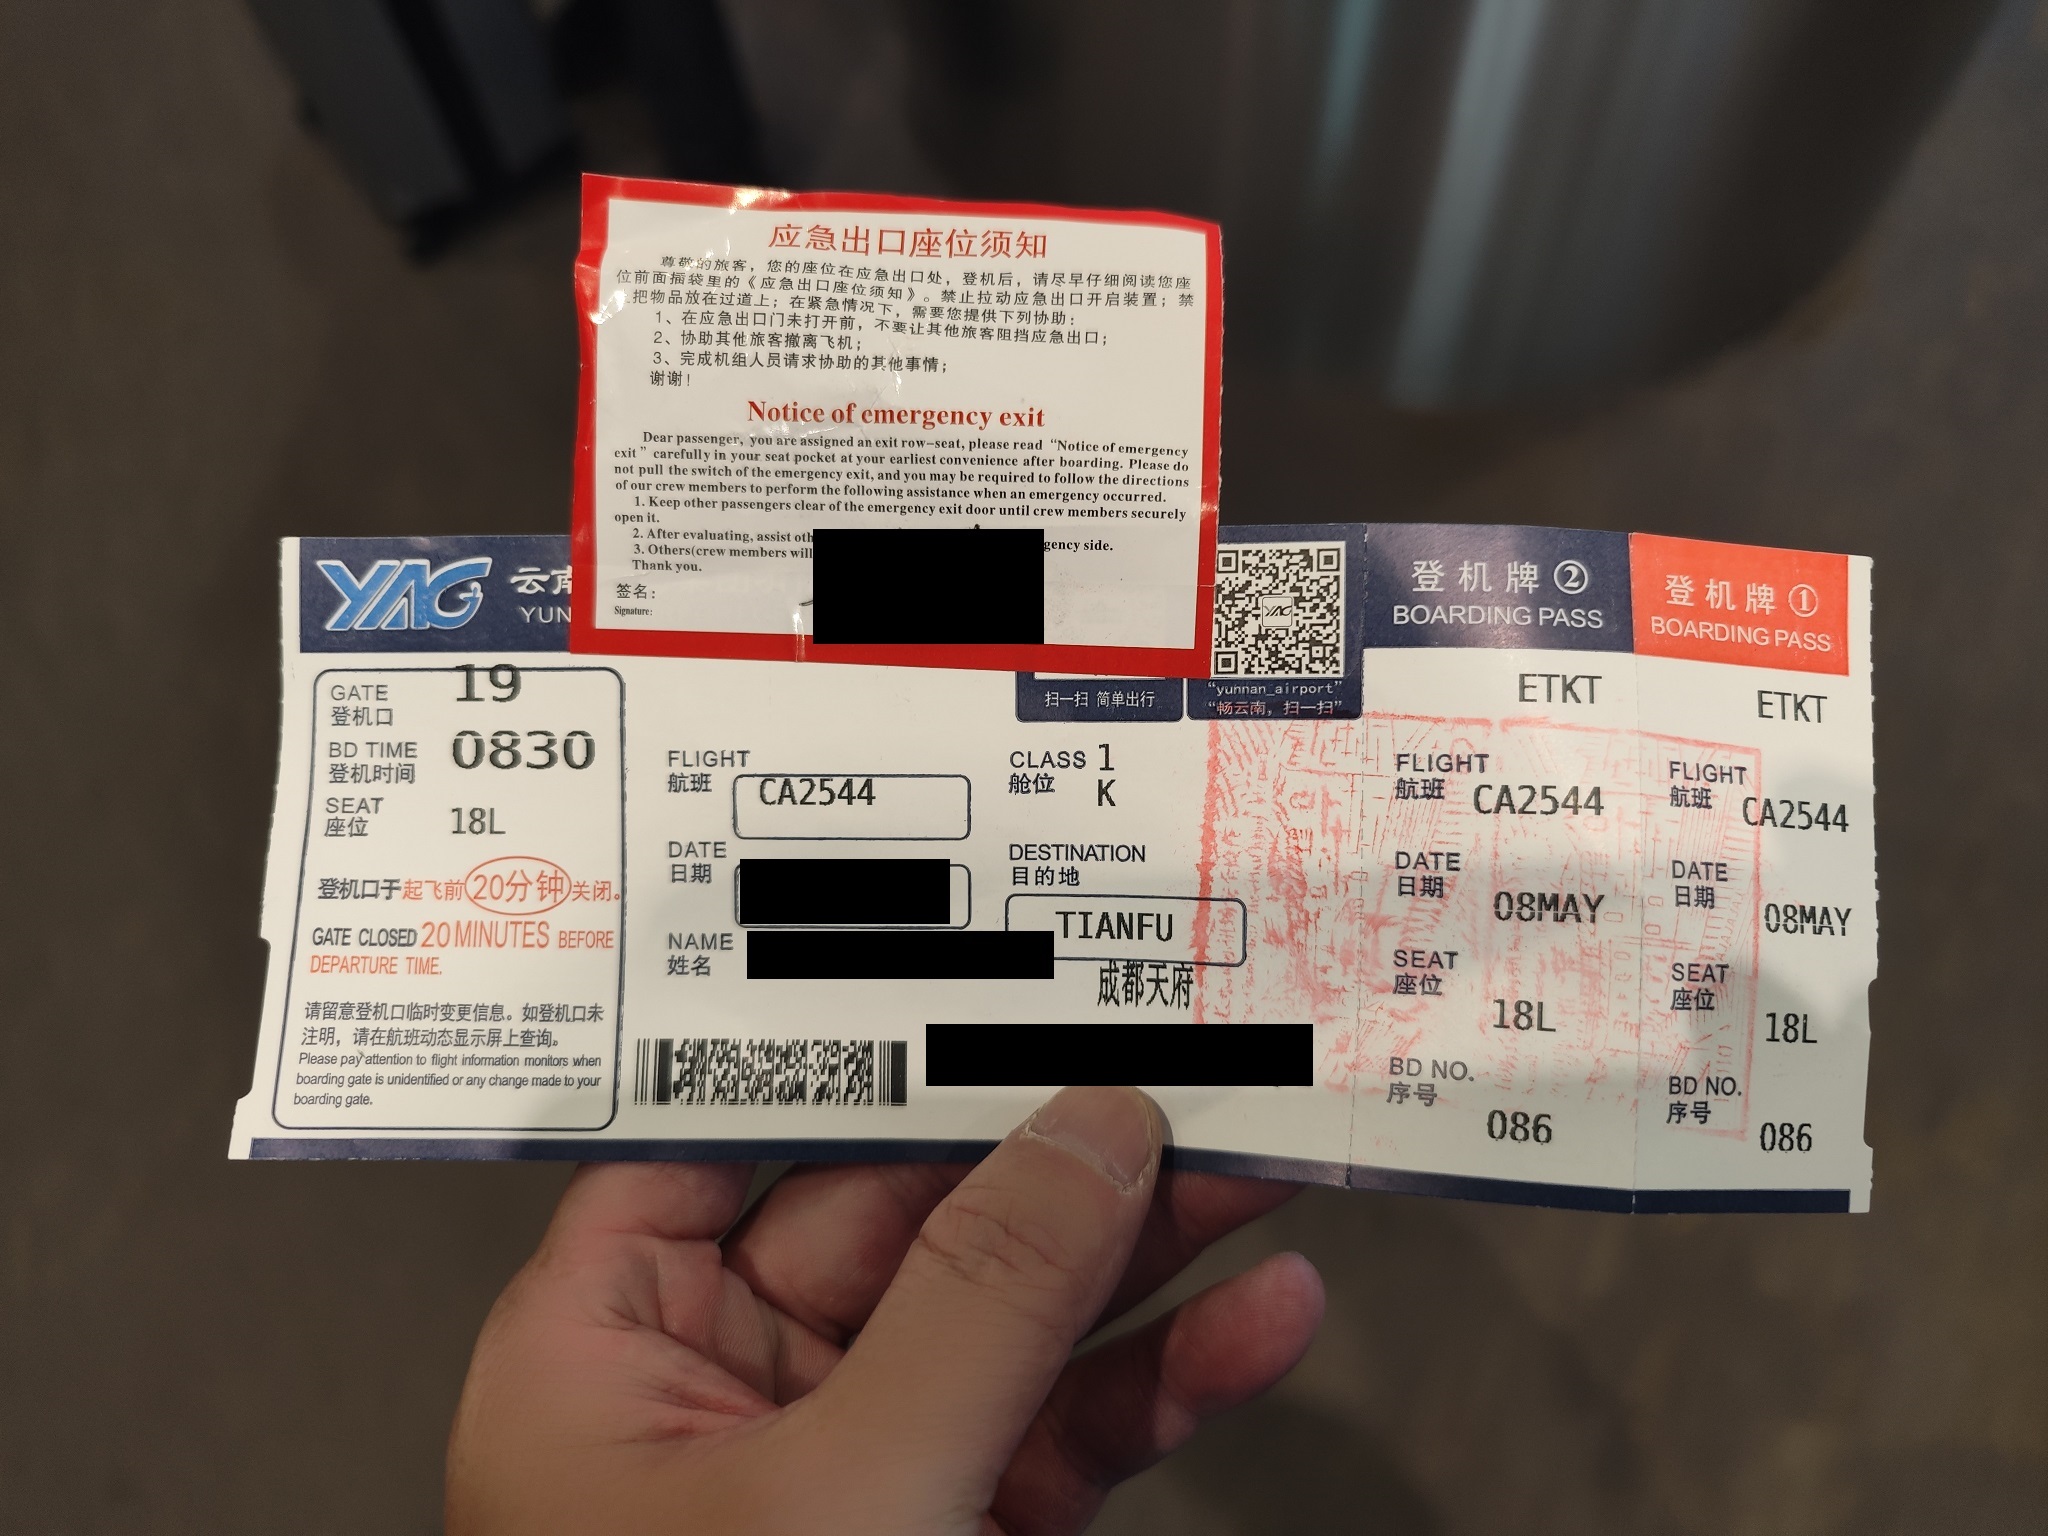 应急出口座位须知
尊敬的旅客，您的座位在应急出口处，登机后，请尽早仔细阅读您座
位前面插袋里的《应急出口座位须知》。禁止拉动应急出口开启装置；禁
把物品放在过道上；在紧急情况下，需要您提供下列协助：
1、在应急出口门未打开前，不要让其他旅客阻挡应急出口；
2、协助其他旅客撤离飞机；
3、完成机组人员请求协助的其他事情；
谢谢！
Notice of emergency exit
Dear passenger, you are assigned an exit row-seat, please read “Notice of emergency
exit ” carefully in your seat pocket at your earliest convenience after boarding. Please do
not pull the switch of the emergency exit, and you may be required to follow the directions
of our crew members to perform the following assistance when an emergency occurred.
1. Keep other passengers clear of the emergency exit door until crew members securely
open it.
2. After evaluating, assist oth gency side.
3. Others(crew members will
Thank you.
签名：
Signature:
YAG 云南
YUN
GATE 19
登机口
BD TIME 0830
登机时间
SEAT 18L
座位
登机口于起飞前20分钟关闭。
GATE CLOSED 20 MINUTES BEFORE
DEPARTURE TIME.
请留意登机口临时变更信息。如登机口未
注明，请在航班动态显示屏上查询。
Please pay attention to flight information monitors when
boarding gate is unidentified or any change made to your
boarding gate.
扫一扫 简单出行
YAG
“yunnan_airport”
“畅云南，扫一扫”
FLIGHT
航班 CA2544
CLASS 1
舱位 K
DATE
日期
DESTINATION
目的地
TIANFU
成都天府
NAME
姓名
登机牌②
BOARDING PASS
ETKT
FLIGHT
航班 CA2544
DATE
日期 08MAY
SEAT
座位
18L
BD NO.
序号
086
登机牌①
BOARDING PASS
ETKT
FLIGHT
航班 CA2544
DATE
日期
08MAY
SEAT
座位
18L
BD NO.
序号
086